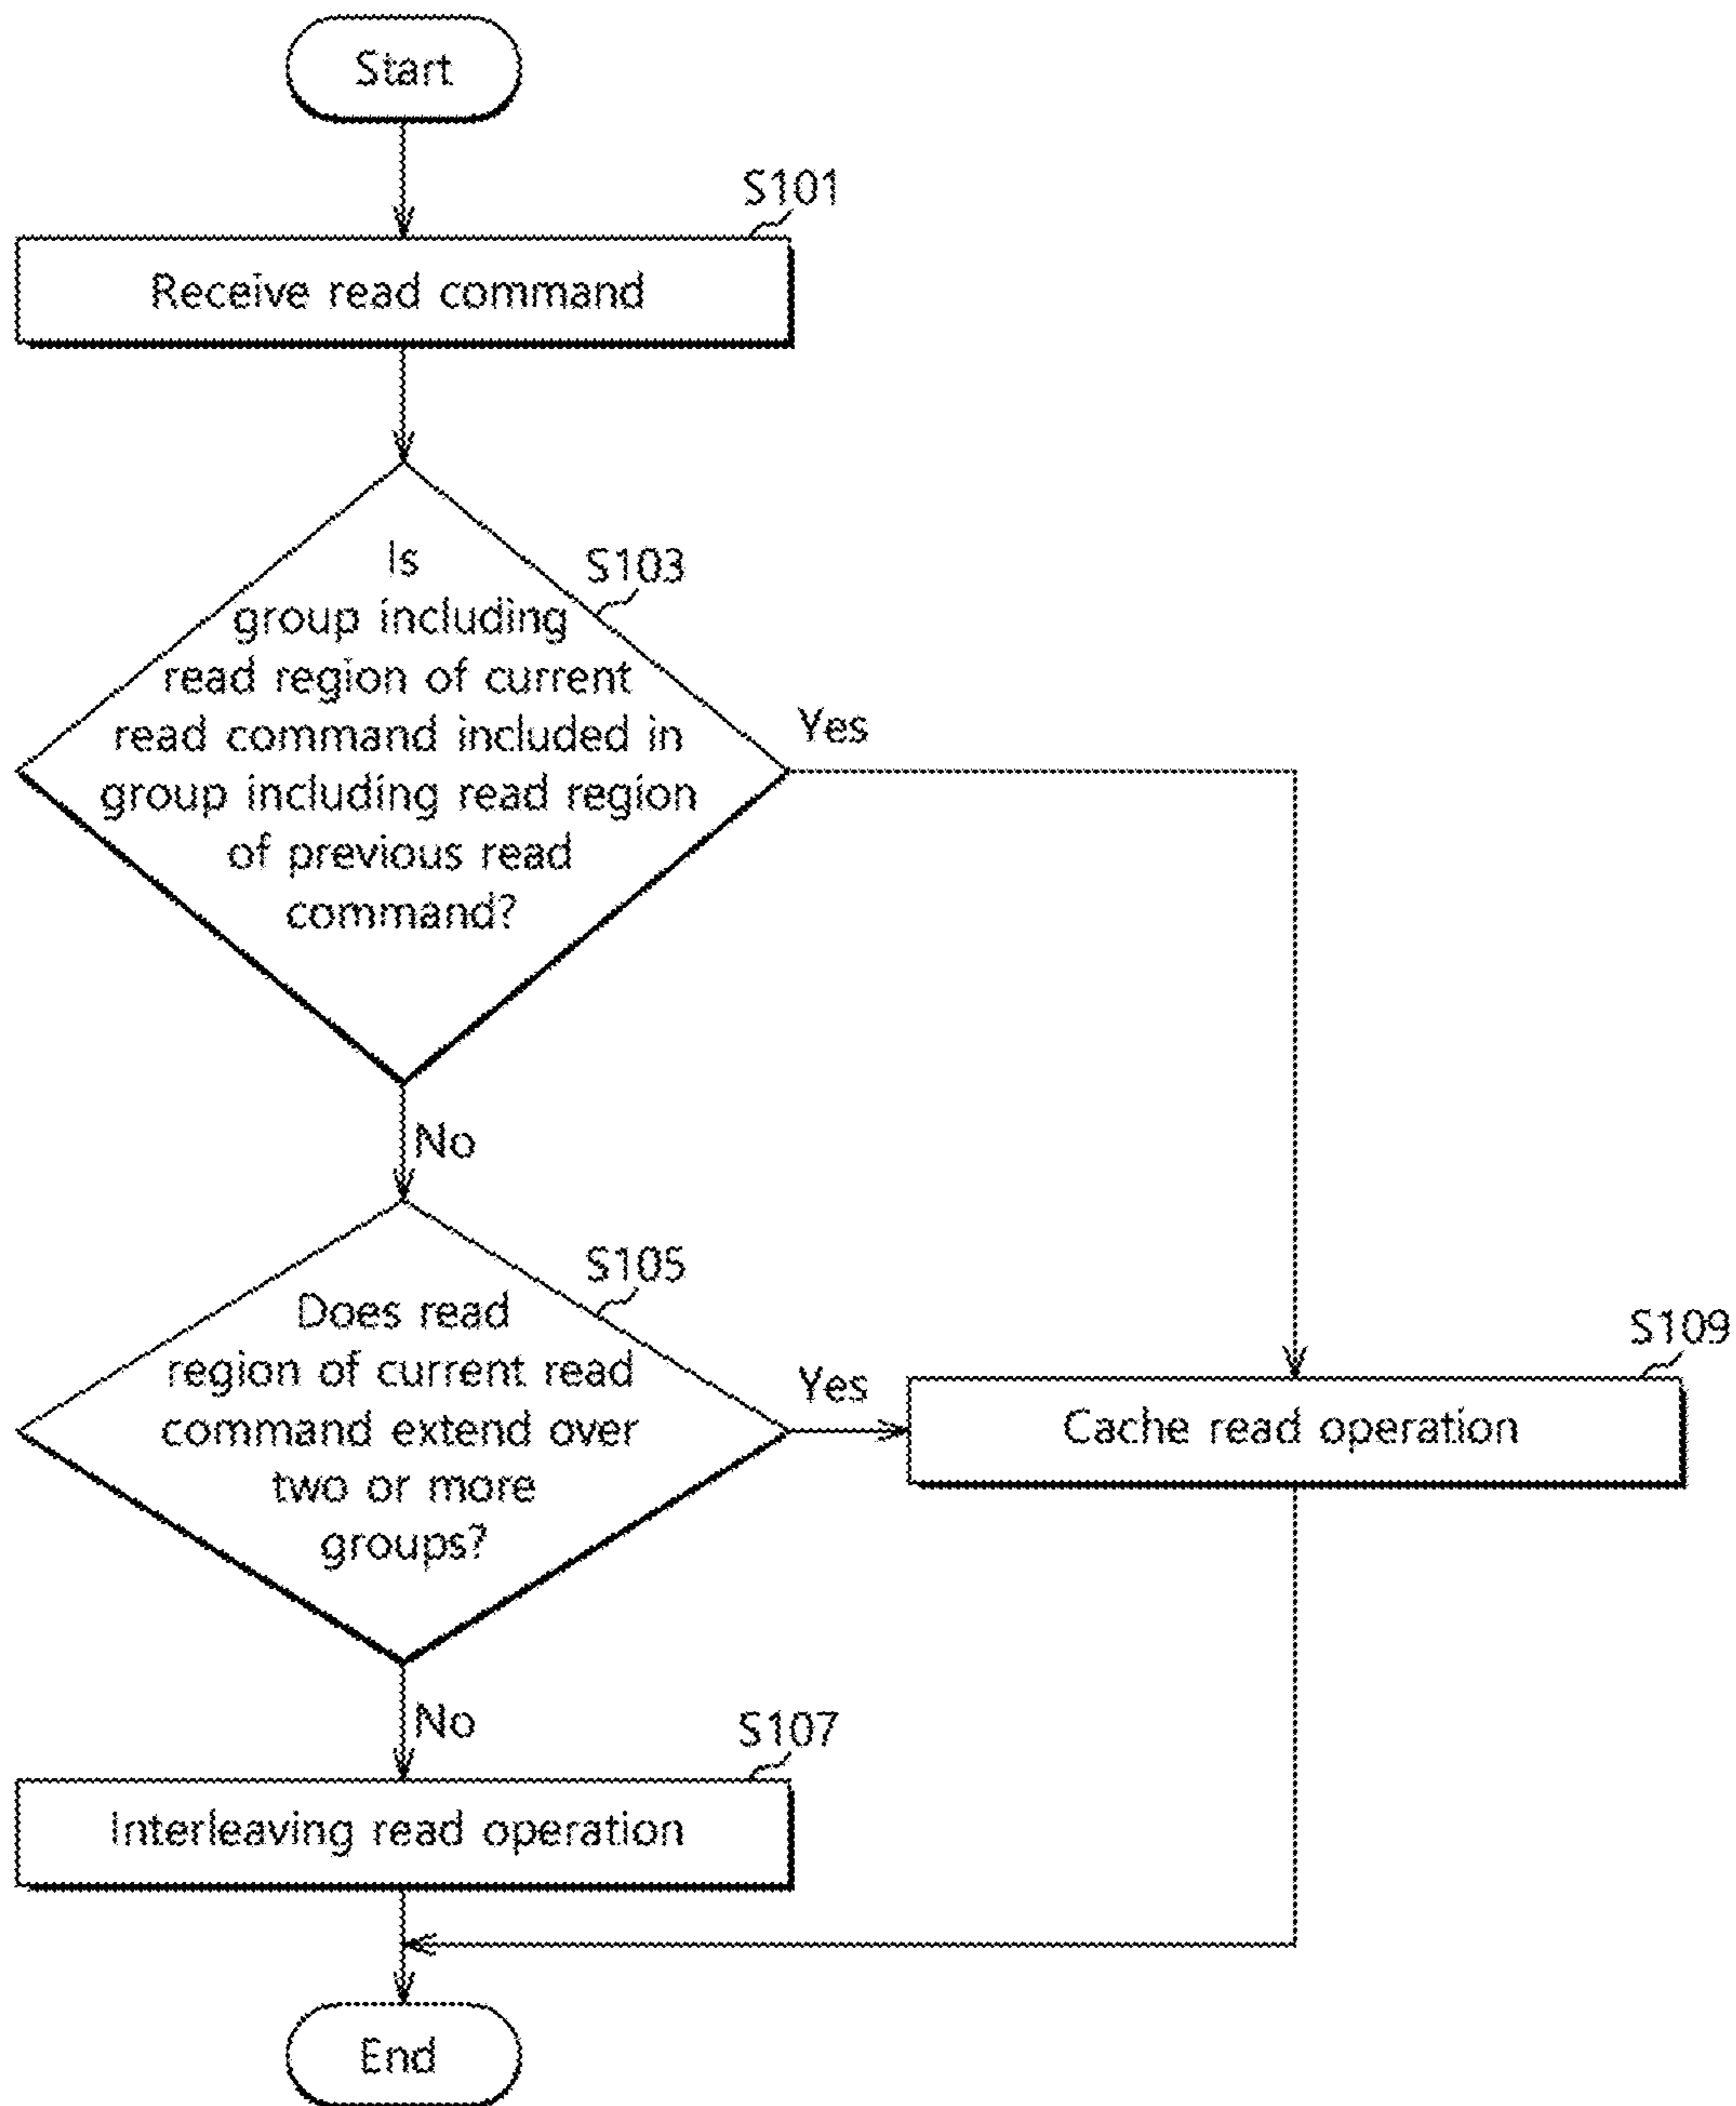 Start
S101
Receive read command
S103
Is
group including
read region of current
read command included in
group including read region
of previous read
command?
Yes
No
S105
Does read
region of current read
command extend over
two or more
groups?
Yes
S109
Cache read operation
No
S107
Interleaving read operation
End